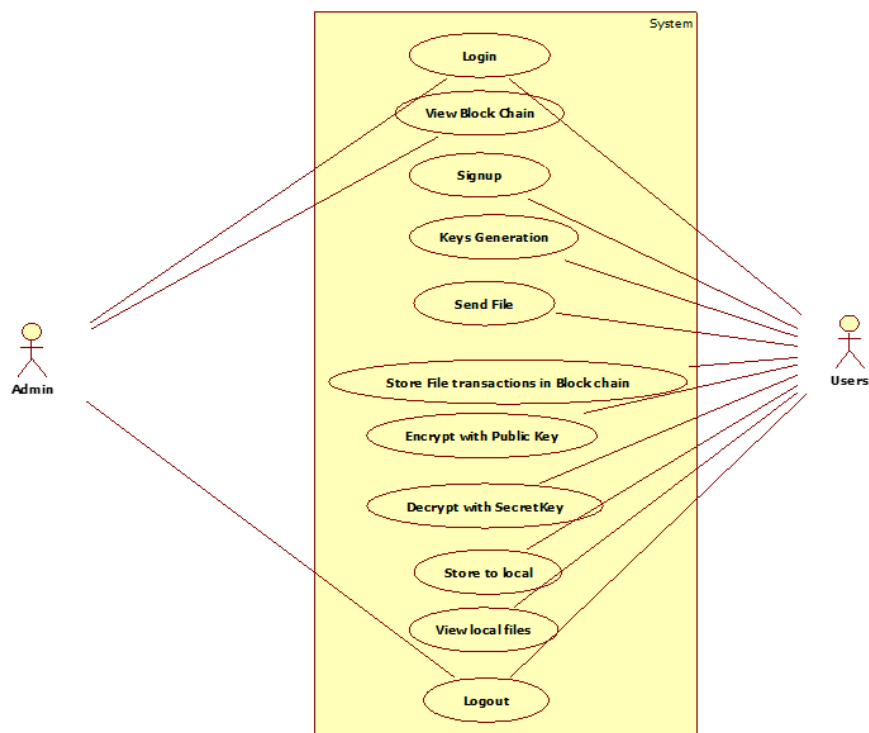 System
Login
View Block Chain
Signup
Keys Generation
Send File
Admin
Users
Store File transactions in Block chain
Encrypt with Public Key
Decrypt with SecretKey
Store to local
View local files
Logout